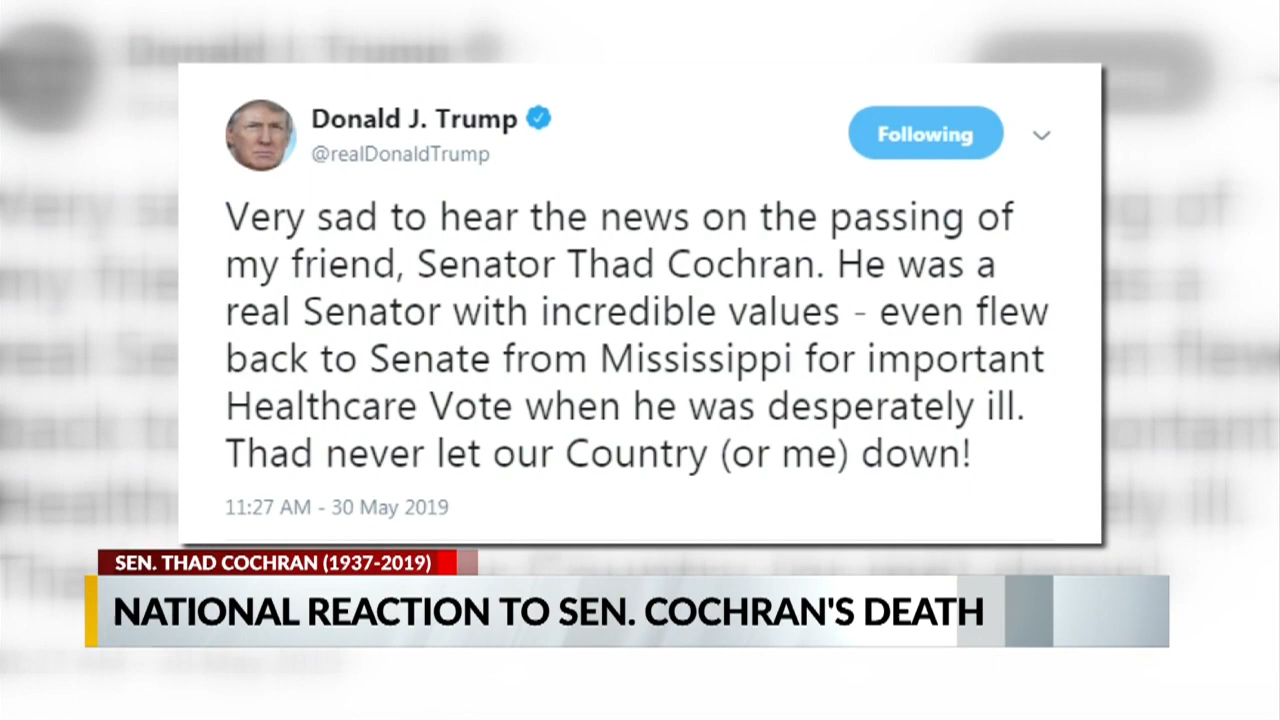 Donald J. Trump
@realDonaldTrump
Following
Very sad to hear the news on the passing of
my friend, Senator Thad Cochran. He was a
real Senator with incredible values - even flew
back to Senate from Mississippi for important
Healthcare Vote when he was desperately ill.
Thad never let our Country (or me) down!
11:27 AM - 30 May 2019
SEN. THAD COCHRAN (1937-2019)
NATIONAL REACTION TO SEN. COCHRAN'S DEATH